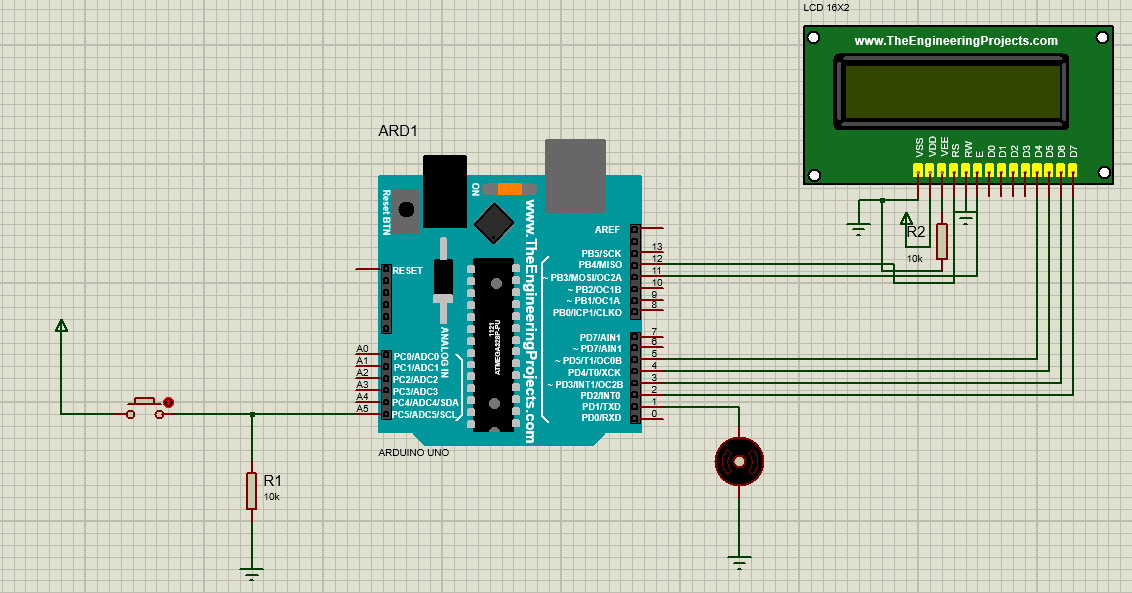 LCD 16X2
www.TheEngineeringProjects.com
VSS
VDD
VEE
RS
RW
E
D0
D1
D2
D3
D4
D5
D6
D7
R2
10k
ARD1
Reset BTN
ON
www.TheEngineeringProjects.com
ANALOG IN
1121
ATMEGA328P-PU
RESET
A0
PC0/ADC0
A1
PC1/ADC1
A2
PC2/ADC2
A3
PC3/ADC3
A4
PC4/ADC4/SDA
A5
PC5/ADC5/SCL
AREF
PB5/SCK 13
PB4/MISO 12
~ PB3/MOSI/OC2A 11
~ PB2/OC1B 10
~ PB1/OC1A 9
PB0/ICP1/CLKO 8
PD7/AIN1 7
~ PD7/AIN1 6
~ PD5/T1/OC0B 5
PD4/T0/XCK 4
~ PD3/INT1/OC2B 3
PD2/INT0 2
PD1/TXD 1
PD0/RXD 0
ARDUINO UNO
R1
10k